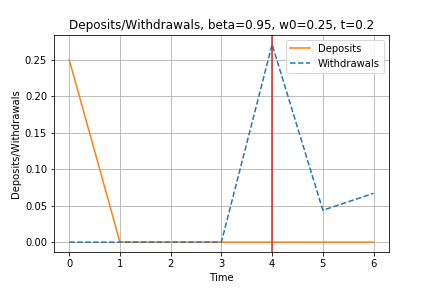 Deposits/Withdrawals, beta=0.95, w0=0.25, t=0.2
Deposits
Withdrawals
Deposits/Withdrawals
0.25
0.20
0.15
0.10
0.05
0.00
0 1 2 3 4 5 6
Time